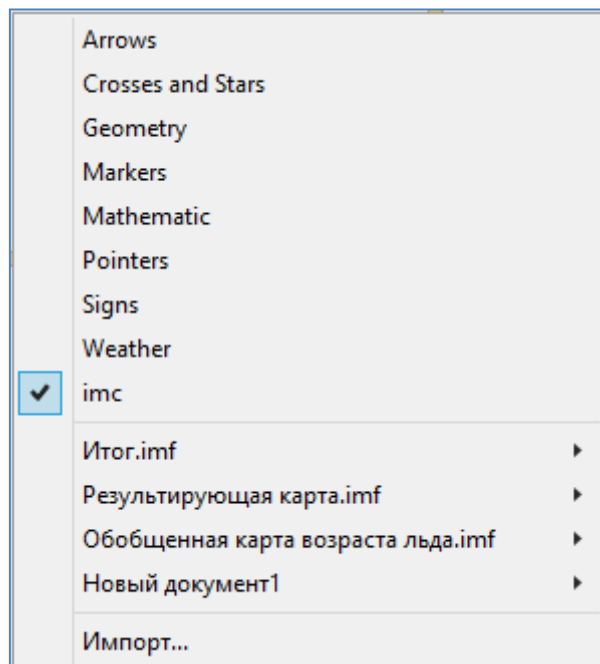 Arrows
Crosses and Stars
Geometry
Markers
Mathematic
Pointers
Signs
Weather
imc
Итог.imf
Результирующая карта.imf
Обобщенная карта возраста льда.imf
Новый документ1
Импорт...